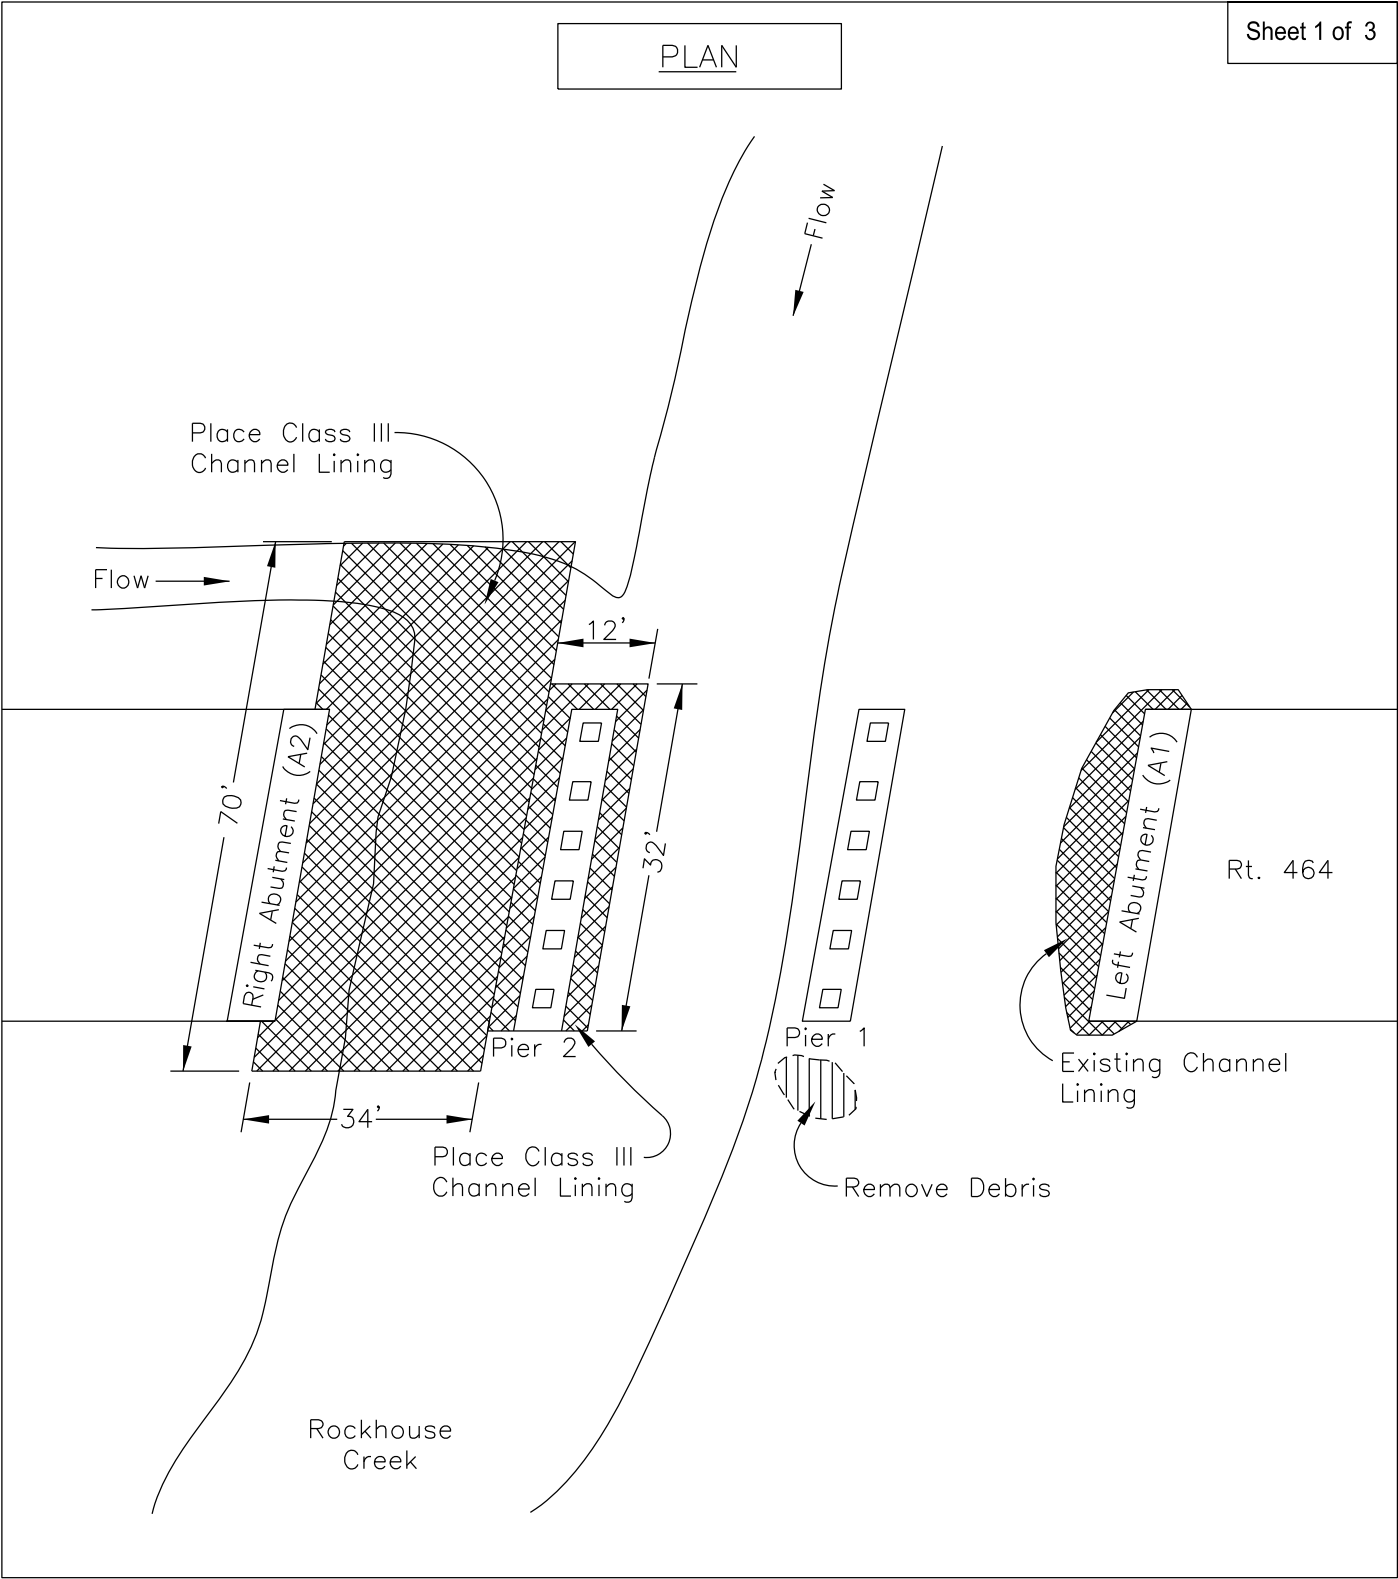 Sheet 1 of 3
PLAN
Flow
Place Class III
Channel Lining
Flow
12'
70'
32'
Right Abutment (A2)
Left Abutment (A1)
Rt. 464
Pier 2
Pier 1
Existing Channel
Lining
34'
Place Class III
Channel Lining
Remove Debris
Rockhouse
Creek